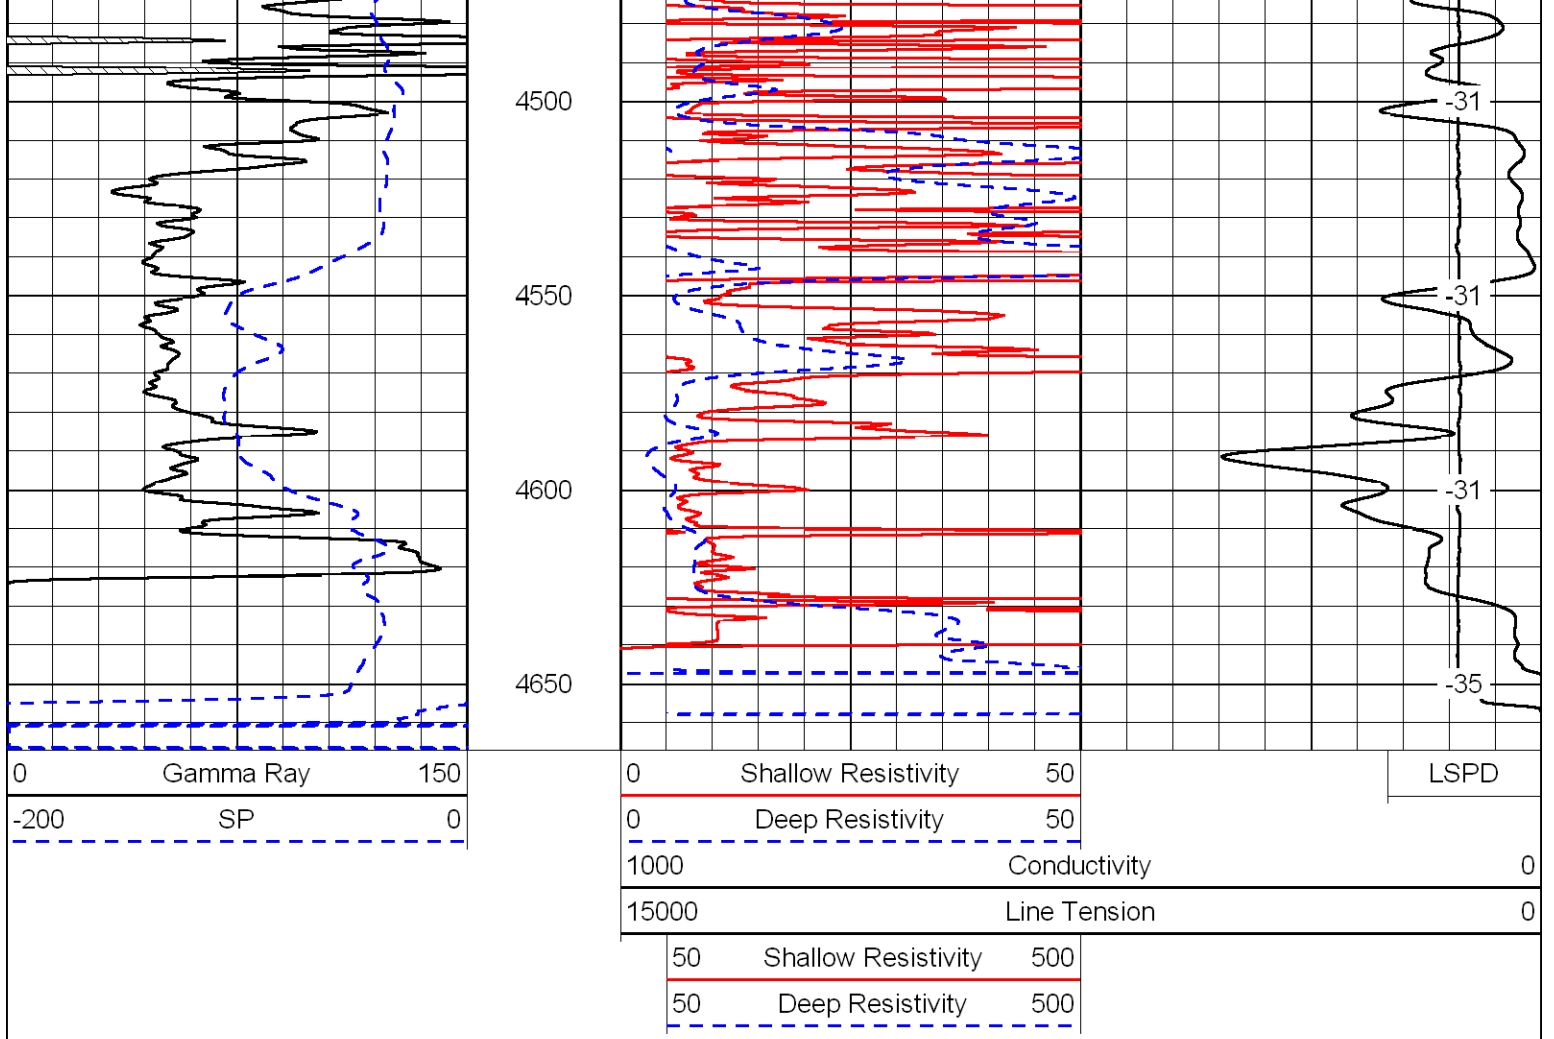 4500
-31
4550
-31
4600
-31
4650
-35
0 Gamma Ray 150
0 Shallow Resistivity 50
LSPD
-200 SP 0
0 Deep Resistivity 50
1000 Conductivity 0
15000 Line Tension 0
50 Shallow Resistivity 500
50 Deep Resistivity 500